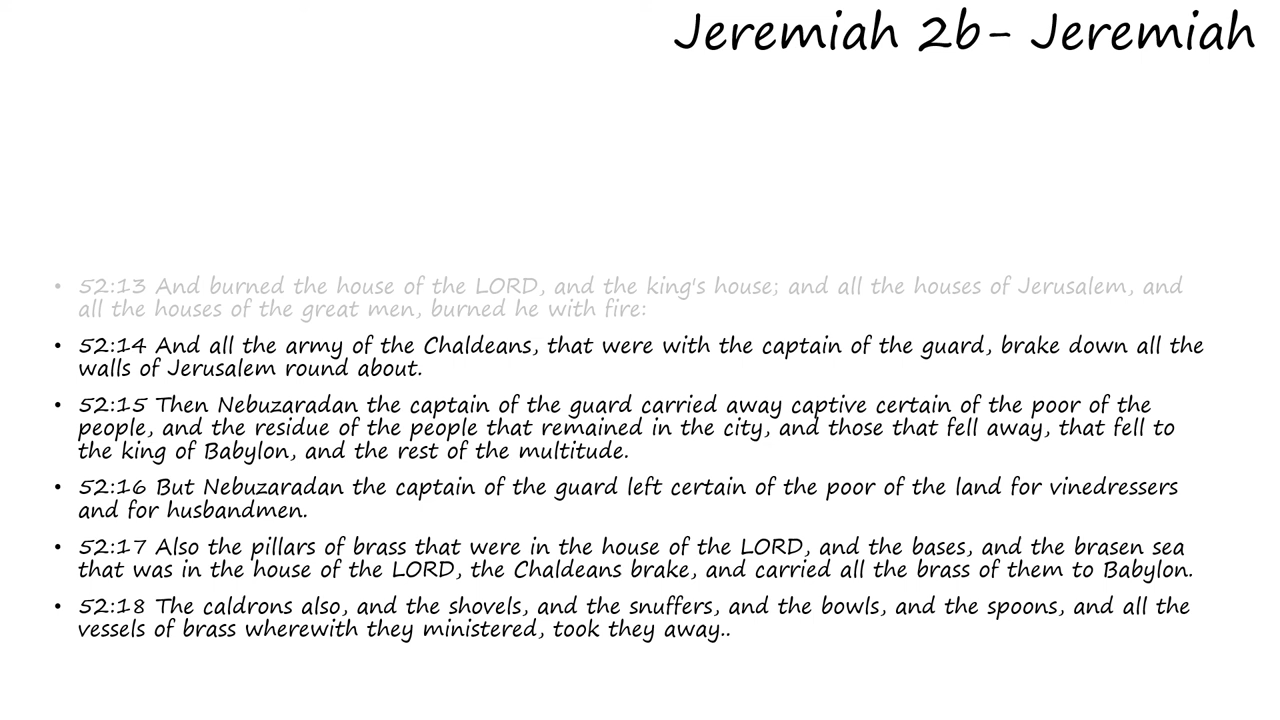 Jeremiah 2b- Jeremiah
• 52:13 And burned the house of the LORD, and the king's house; and all the houses of Jerusalem, and
all the houses of the great men, burned he with fire:
• 52:14 And all the army of the Chaldeans, that were with the captain of the guard, brake down all the
walls of Jerusalem round about.
• 52:15 Then Nebuzaradan the captain of the guard carried away captive certain of the poor of the
people, and the residue of the people that remained in the city, and those that fell away, that fell to
the king of Babylon, and the rest of the multitude.
• 52:16 But Nebuzaradan the captain of the guard left certain of the poor of the land for vinedressers
and for husbandmen.
• 52:17 Also the pillars of brass that were in the house of the LORD, and the bases, and the brasen sea
that was in the house of the LORD, the Chaldeans brake, and carried all the brass of them to Babylon.
• 52:18 The caldrons also, and the shovels, and the snuffers, and the bowls, and the spoons, and all the
vessels of brass wherewith they ministered, took they away..